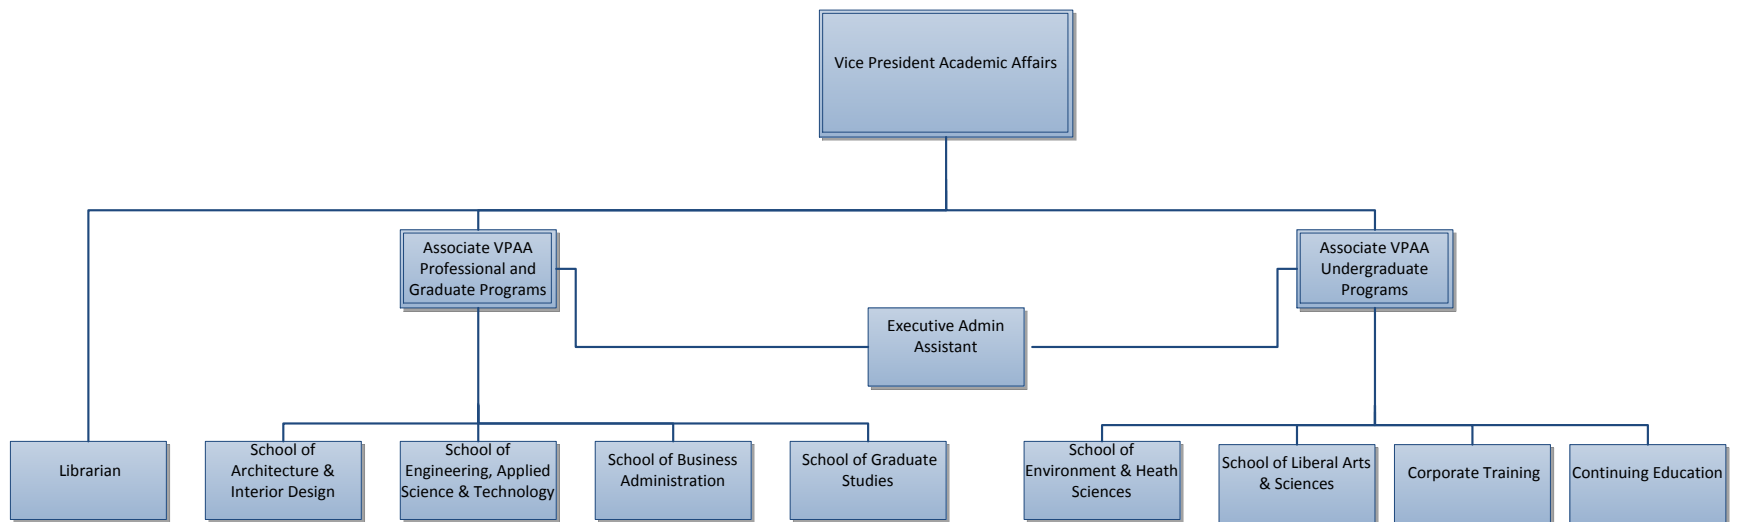 Vice President Academic Affairs
Associate VPAA
Professional and
Graduate Programs
Associate VPAA
Undergraduate
Programs
Executive Admin
Assistant
Librarian
School of
Architecture &
Interior Design
School of
Engineering, Applied
Science & Technology
School of Business
Administration
School of Graduate
Studies
School of
Environment & Heath
Sciences
School of Liberal Arts
& Sciences
Corporate Training
Continuing Education